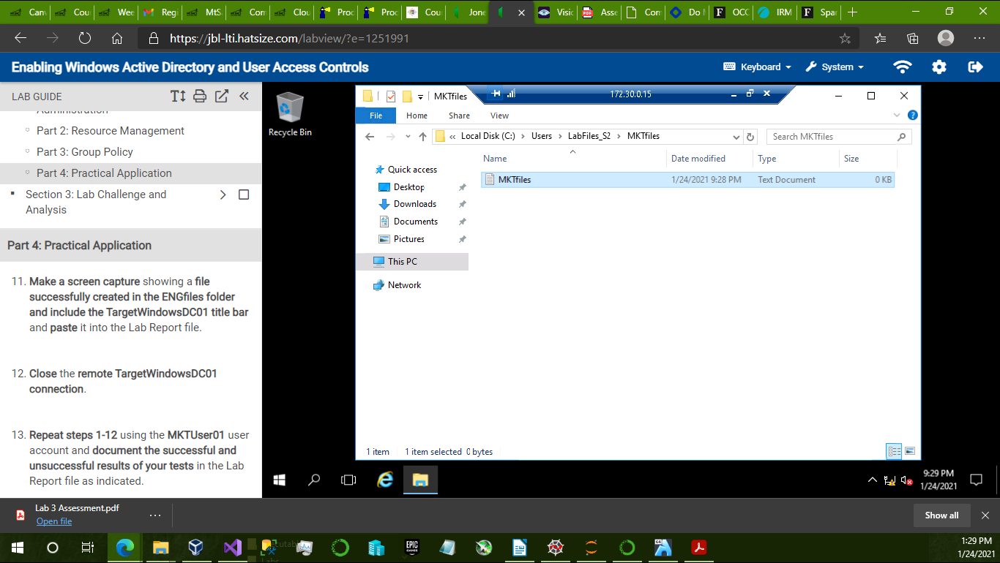 Can
Cour
Wee
Regi
MtS
Con
Clou
Proc
Proc
Cou
Jone
Visio
Asse
Con
Do N
OCC
IRM
Spar
https://jbl-lti.hatsize.com/labview/?e=1251991
Enabling Windows Active Directory and User Access Controls
Keyboard
System
LAB GUIDE
Administration
Part 2: Resource Management
Part 3: Group Policy
Part 4: Practical Application
Section 3: Lab Challenge and
Analysis
Part 4: Practical Application
11. Make a screen capture showing a file
successfully created in the ENGfiles folder
and include the TargetWindowsDC01 title bar
and paste it into the Lab Report file.
12. Close the remote TargetWindowsDC01
connection.
13. Repeat steps 1-12 using the MKTUser01 user
account and document the successful and
unsuccessful results of your tests in the Lab
Report file as indicated.
Recycle Bin
MKTfiles
172.30.0.15
File
Home
Share
View
« Local Disk (C:) > Users > LabFiles_S2 > MKTfiles
Search MKTfiles
Quick access
Desktop
Downloads
Documents
Pictures
This PC
Network
Name
Date modified
Type
Size
MKTfiles
1/24/2021 9:28 PM
Text Document
0 KB
1 item
1 item selected 0 bytes
9:29 PM
1/24/2021
Lab 3 Assessment.pdf
Open file
Show all
EPIC
GAMES
1:29 PM
1/24/2021